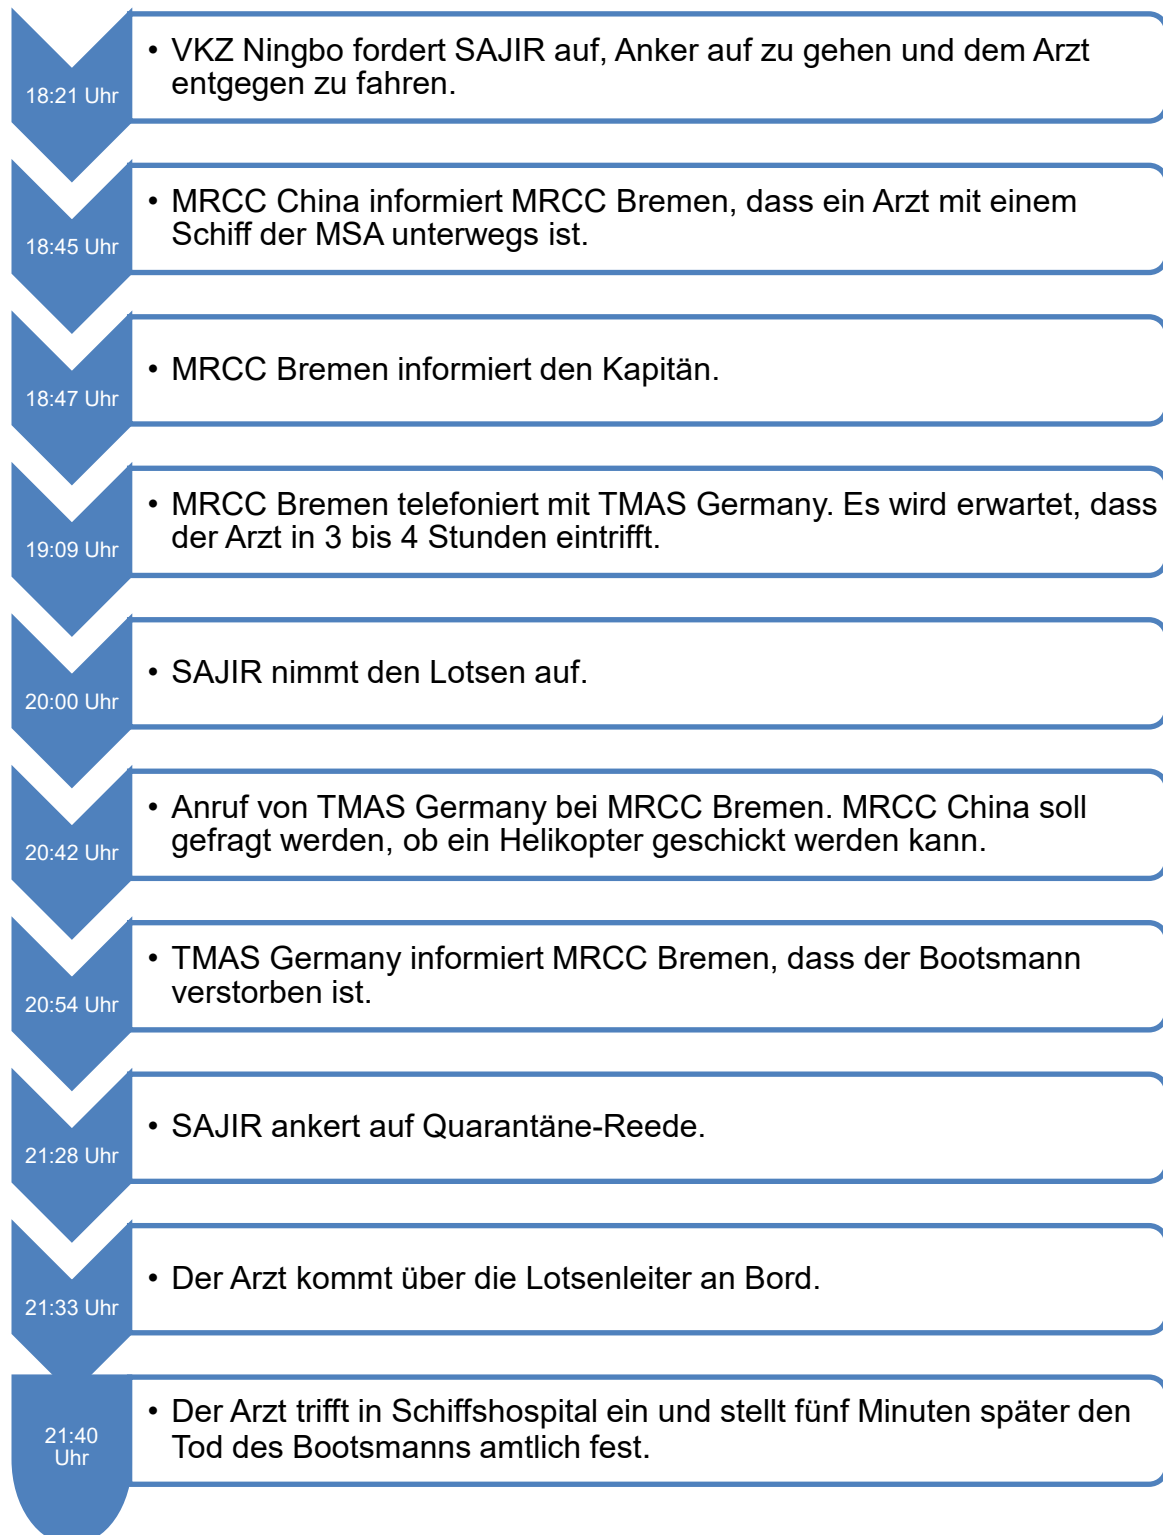 18:21 Uhr
• VKZ Ningbo fordert SAJIR auf, Anker auf zu gehen und dem Arzt
entgegen zu fahren.
18:45 Uhr
• MRCC China informiert MRCC Bremen, dass ein Arzt mit einem
Schiff der MSA unterwegs ist.
18:47 Uhr
• MRCC Bremen informiert den Kapitän.
19:09 Uhr
• MRCC Bremen telefoniert mit TMAS Germany. Es wird erwartet, dass
der Arzt in 3 bis 4 Stunden eintrifft.
20:00 Uhr
• SAJIR nimmt den Lotsen auf.
20:42 Uhr
• Anruf von TMAS Germany bei MRCC Bremen. MRCC China soll
gefragt werden, ob ein Helikopter geschickt werden kann.
20:54 Uhr
• TMAS Germany informiert MRCC Bremen, dass der Bootsmann
verstorben ist.
21:28 Uhr
• SAJIR ankert auf Quarantäne-Reede.
21:33 Uhr
• Der Arzt kommt über die Lotsenleiter an Bord.
21:40
Uhr
• Der Arzt trifft in Schiffshospital ein und stellt fünf Minuten später den
Tod des Bootsmanns amtlich fest.